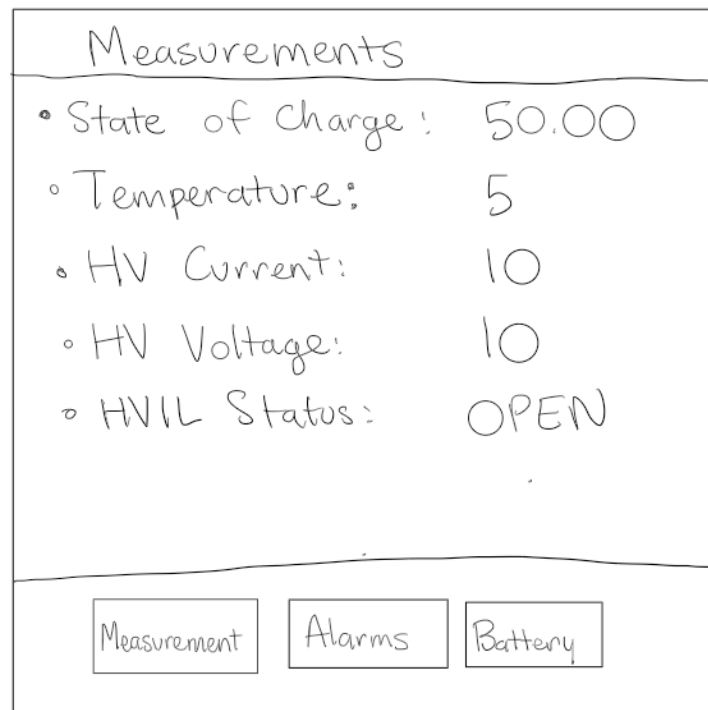 Measurements
• State of Charge: 50.00
• Temperature: 5
• HV Current: 10
• HV Voltage: 10
• HVIL Status: OPEN
Measurement Alarms Battery